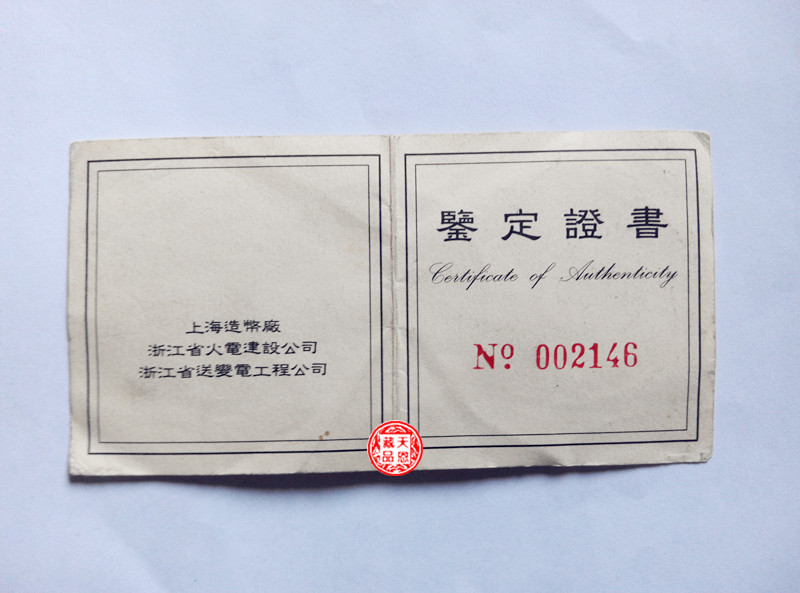 上海造幣廠
浙江省火電建設公司
浙江省送變電工程公司
鑒定證書
Certificate of Authenticity
Nº 002146
天恩
藏品